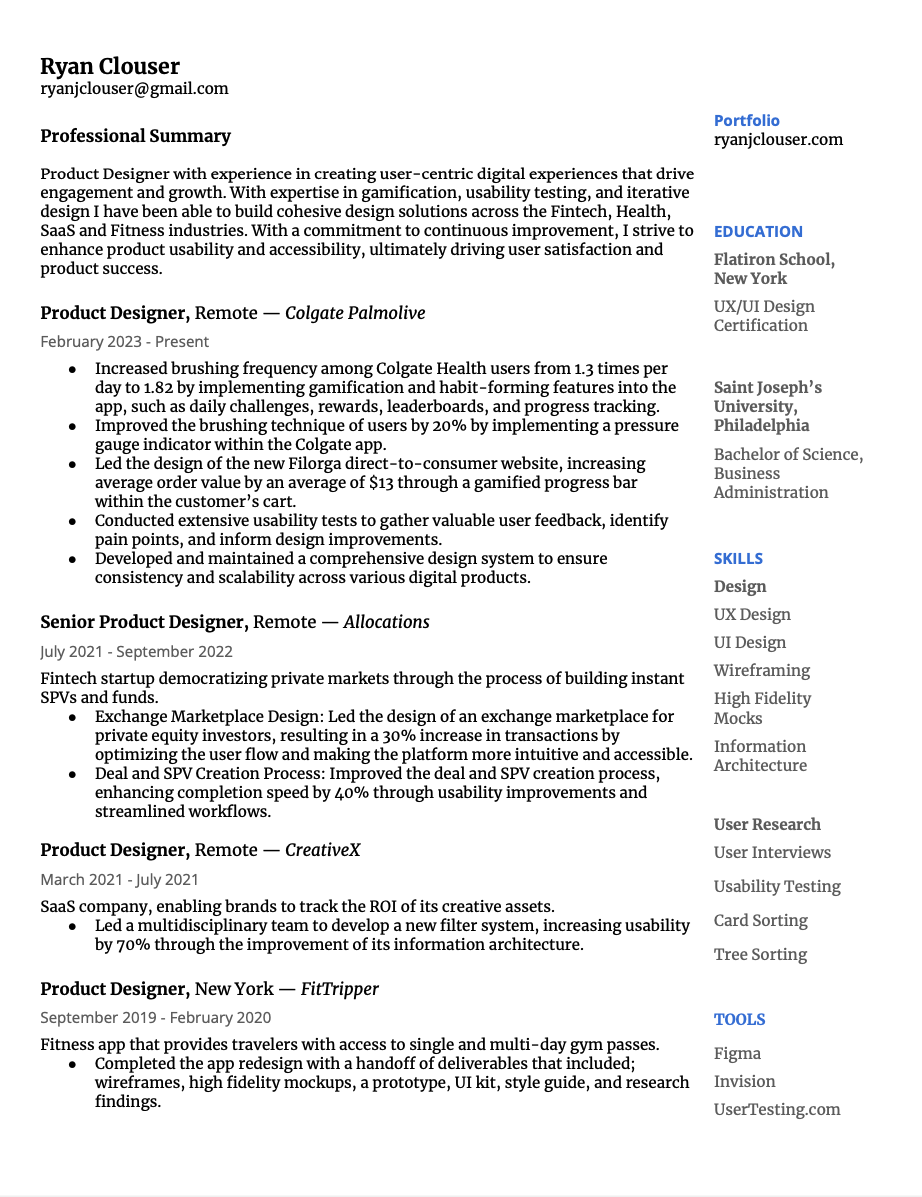 Ryan Clouser
ryanjclouser@gmail.com
Professional Summary
Product Designer with experience in creating user-centric digital experiences that drive
engagement and growth. With expertise in gamification, usability testing, and iterative
design I have been able to build cohesive design solutions across the Fintech, Health,
SaaS and Fitness industries. With a commitment to continuous improvement, I strive to
enhance product usability and accessibility, ultimately driving user satisfaction and
product success.
Product Designer, Remote — Colgate Palmolive
February 2023 - Present
● Increased brushing frequency among Colgate Health users from 1.3 times per
day to 1.82 by implementing gamification and habit-forming features into the
app, such as daily challenges, rewards, leaderboards, and progress tracking.
● Improved the brushing technique of users by 20% by implementing a pressure
gauge indicator within the Colgate app.
● Led the design of the new Filorga direct-to-consumer website, increasing
average order value by an average of $13 through a gamified progress bar
within the customer’s cart.
● Conducted extensive usability tests to gather valuable user feedback, identify
pain points, and inform design improvements.
● Developed and maintained a comprehensive design system to ensure
consistency and scalability across various digital products.
Senior Product Designer, Remote — Allocations
July 2021 - September 2022
Fintech startup democratizing private markets through the process of building instant
SPVs and funds.
● Exchange Marketplace Design: Led the design of an exchange marketplace for
private equity investors, resulting in a 30% increase in transactions by
optimizing the user flow and making the platform more intuitive and accessible.
● Deal and SPV Creation Process: Improved the deal and SPV creation process,
enhancing completion speed by 40% through usability improvements and
streamlined workflows.
Product Designer, Remote — CreativeX
March 2021 - July 2021
SaaS company, enabling brands to track the ROI of its creative assets.
● Led a multidisciplinary team to develop a new filter system, increasing usability
by 70% through the improvement of its information architecture.
Product Designer, New York — FitTripper
September 2019 - February 2020
Fitness app that provides travelers with access to single and multi-day gym passes.
● Completed the app redesign with a handoff of deliverables that included;
wireframes, high fidelity mockups, a prototype, UI kit, style guide, and research
findings.
Portfolio
ryanjclouser.com
EDUCATION
Flatiron School,
New York
UX/UI Design
Certification
Saint Joseph’s
University,
Philadelphia
Bachelor of Science,
Business
Administration
SKILLS
Design
UX Design
UI Design
Wireframing
High Fidelity
Mocks
Information
Architecture
User Research
User Interviews
Usability Testing
Card Sorting
Tree Sorting
TOOLS
Figma
Invision
UserTesting.com